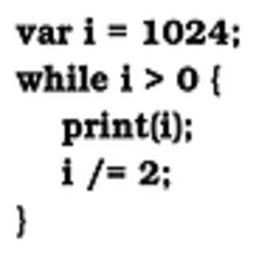 var i = 1024;
while i > 0 {
    print(i);
    i /= 2;
}